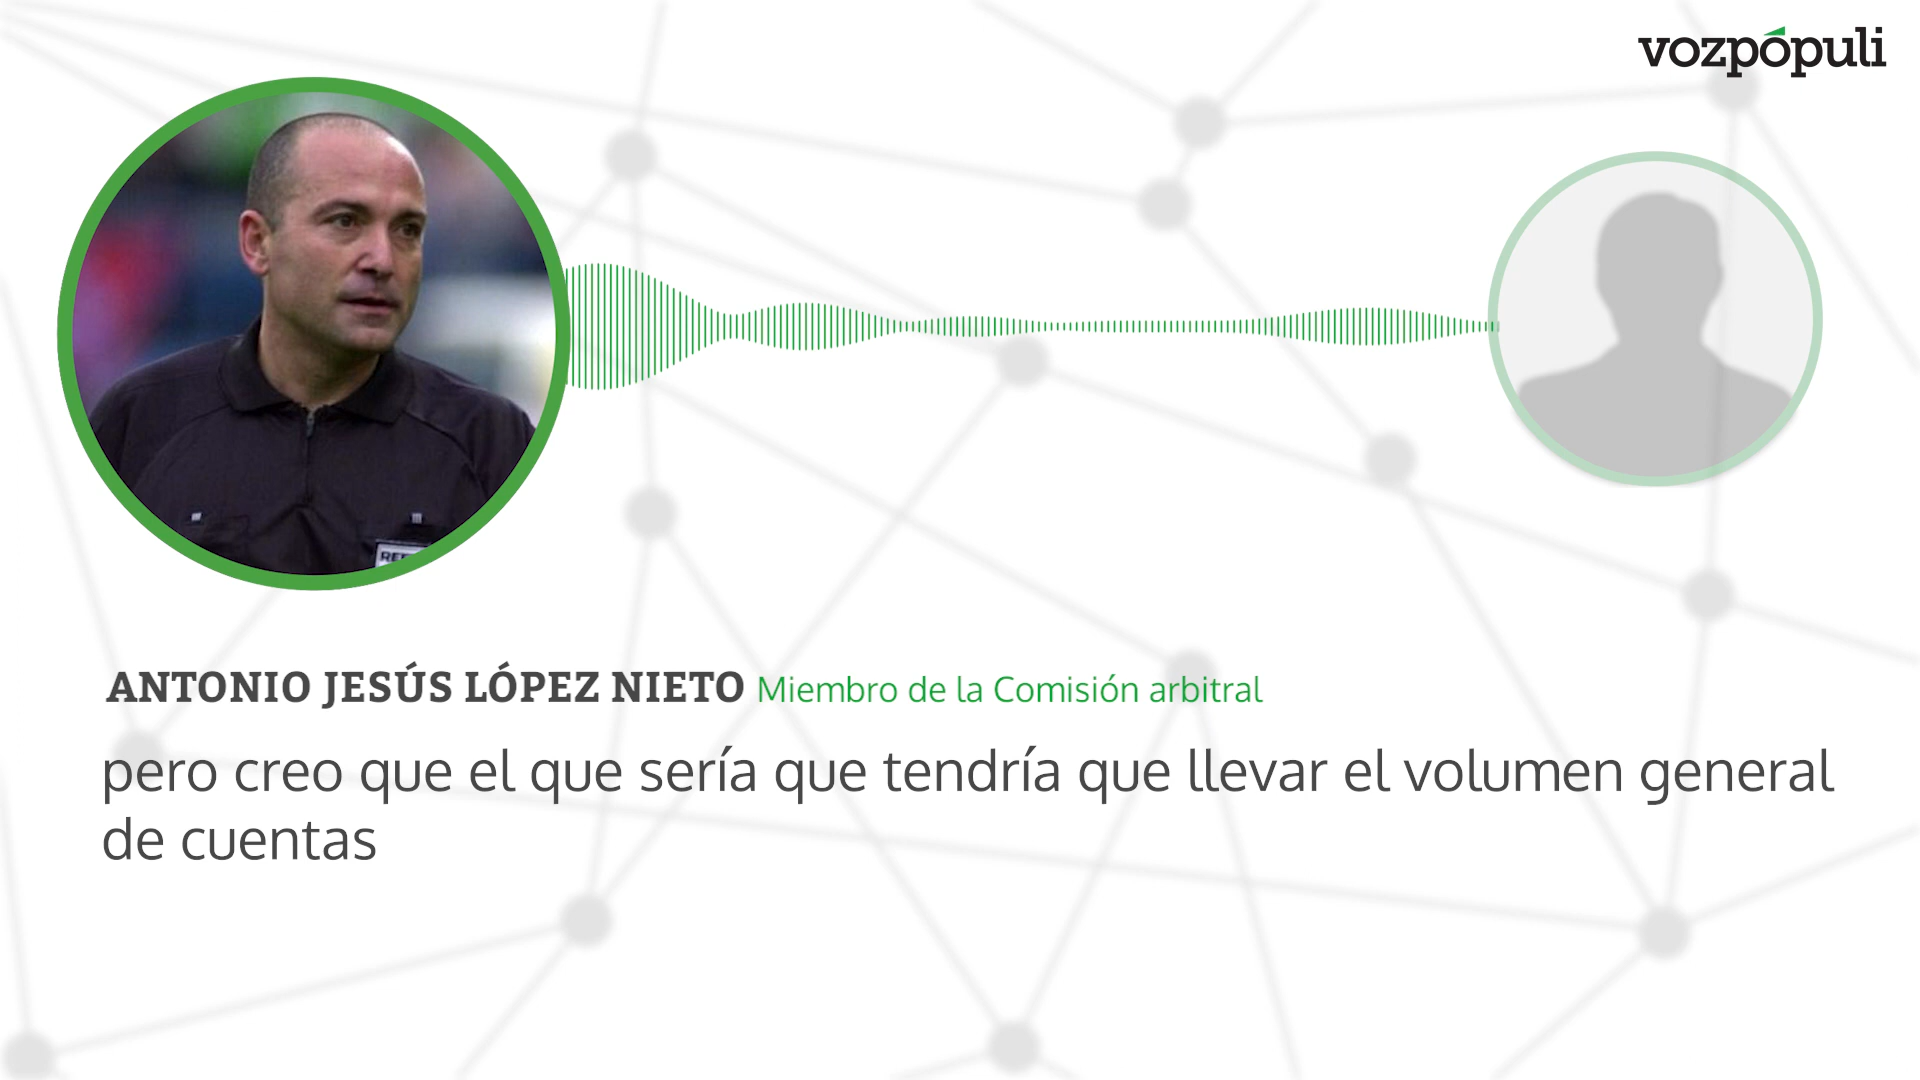 vozpópuli
ANTONIO JESÚS LÓPEZ NIETO Miembro de la Comisión arbitral
pero creo que el que sería que tendría que llevar el volumen general
de cuentas